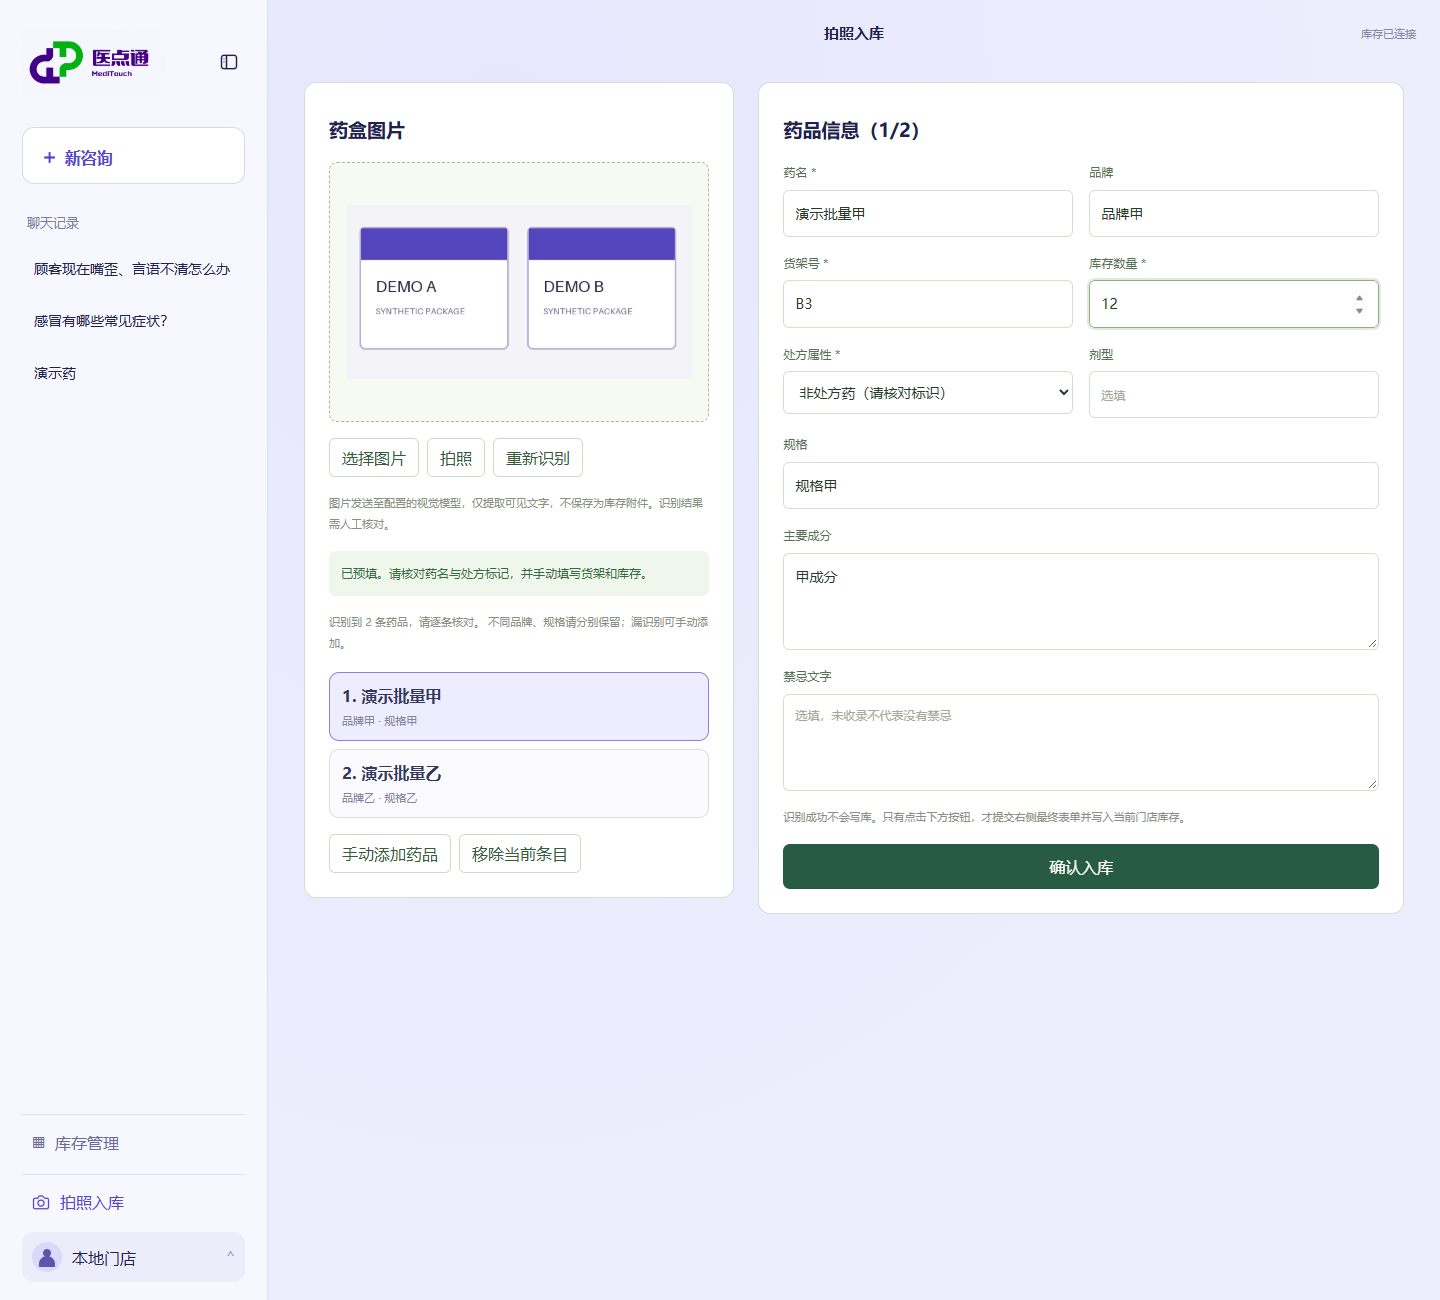 医点通
MediTouch
+ 新咨询
聊天记录
顾客现在嘴歪、言语不清怎么办
感冒有哪些常见症状？
演示药
库存管理
拍照入库
本地门店
拍照入库
库存已连接
药盒图片
DEMO A
SYNTHETIC PACKAGE
DEMO B
SYNTHETIC PACKAGE
选择图片
拍照
重新识别
图片发送至配置的视觉模型，仅提取可见文字，不保存为库存附件。识别结果
需人工核对。
已预填。请核对药名与处方标记，并手动填写货架和库存。
识别到 2 条药品，请逐条核对。 不同品牌、规格请分别保留；漏识别可手动添
加。
1. 演示批量甲
品牌甲 · 规格甲
2. 演示批量乙
品牌乙 · 规格乙
手动添加药品
移除当前条目
药品信息（1/2）
药名 *
品牌
演示批量甲
品牌甲
货架号 *
库存数量 *
B3
12
处方属性 *
剂型
非处方药（请核对标识）
选填
规格
规格甲
主要成分
甲成分
禁忌文字
选填，未收录不代表没有禁忌
识别成功不会写库。只有点击下方按钮，才提交右侧最终表单并写入当前门店库存。
确认入库